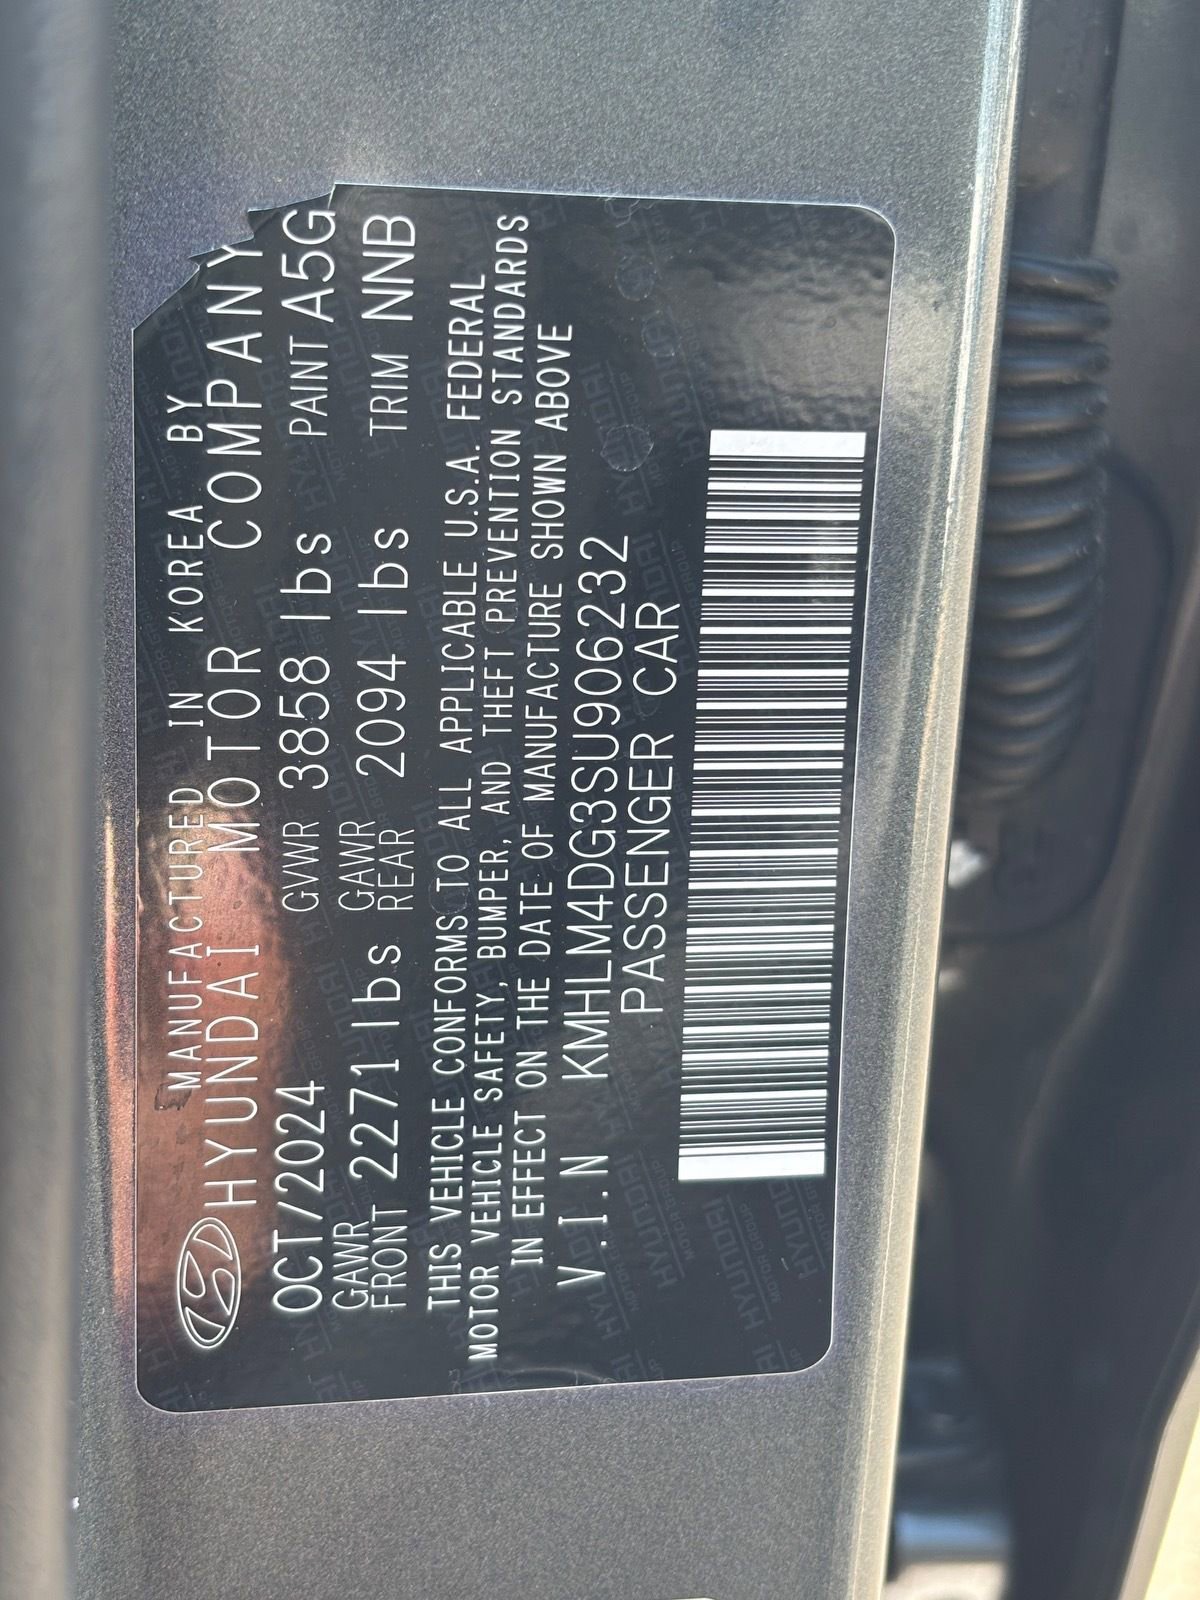 MANUFACTURED IN KOREA BY
HYUNDAI MOTOR COMPANY
OCT/2024 GVWR 3858 lbs PAINT A5G
GAWR FRONT 2271 lbs GAWR REAR 2094 lbs TRIM NNB
THIS VEHICLE CONFORMS TO ALL APPLICABLE U.S.A. FEDERAL
MOTOR VEHICLE SAFETY, BUMPER, AND THEFT PREVENTION STANDARDS
IN EFFECT ON THE DATE OF MANUFACTURE SHOWN ABOVE
V.I.N KMHLM4DG3SU906232
PASSENGER CAR